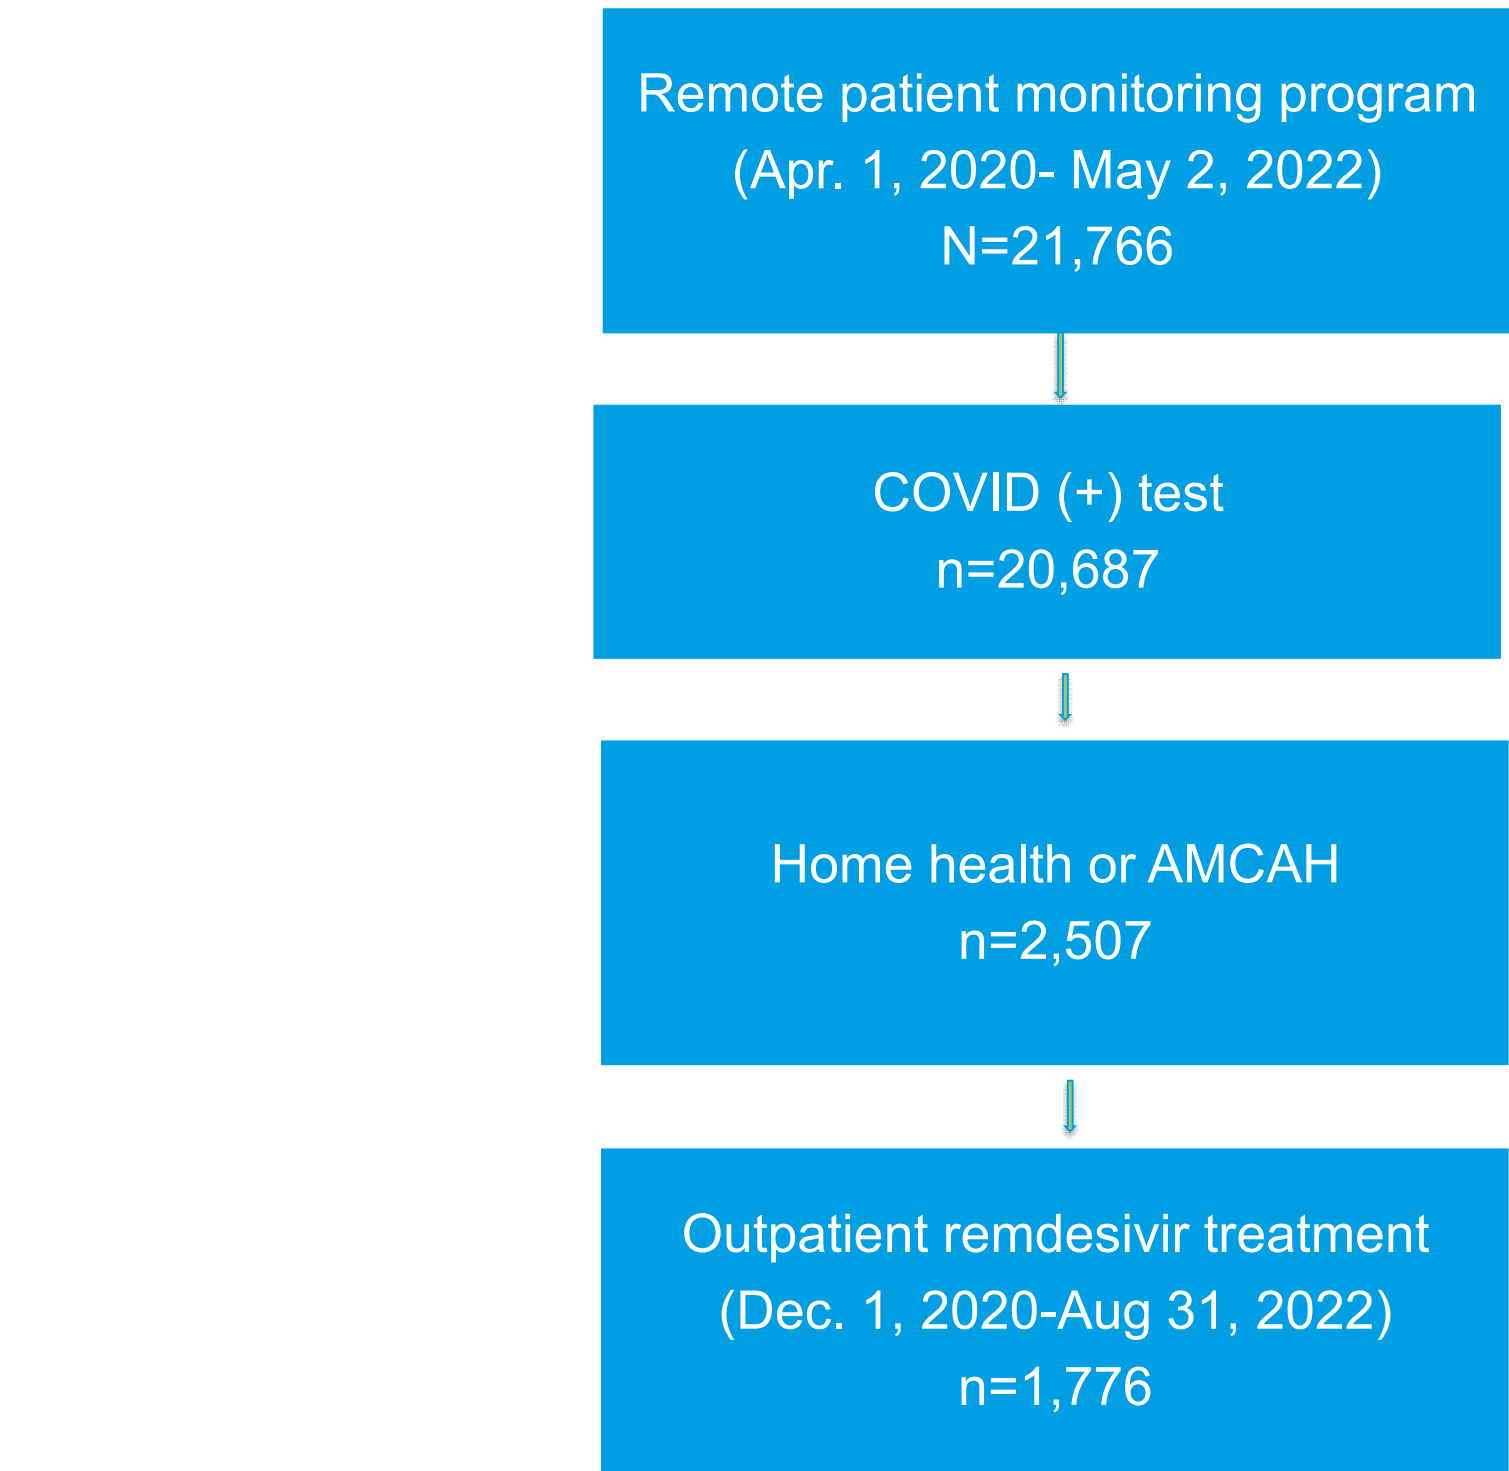 Remote patient monitoring program
(Apr. 1, 2020- May 2, 2022)
N=21,766
COVID (+) test
n=20,687
Home health or AMCAH
n=2,507
Outpatient remdesivir treatment
(Dec. 1, 2020-Aug 31, 2022)
n=1,776